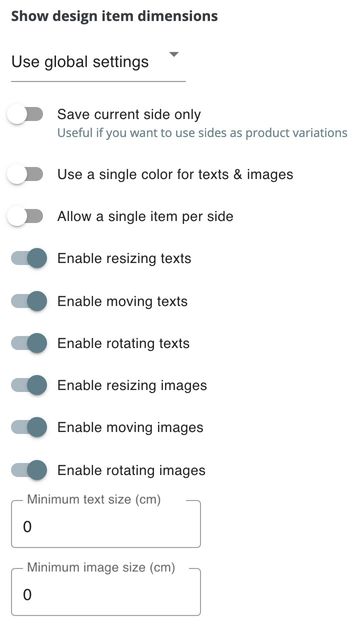 Show design item dimensions
Use global settings
Save current side only
Useful if you want to use sides as product variations
Use a single color for texts & images
Allow a single item per side
Enable resizing texts
Enable moving texts
Enable rotating texts
Enable resizing images
Enable moving images
Enable rotating images
Minimum text size (cm)
0
Minimum image size (cm)
0